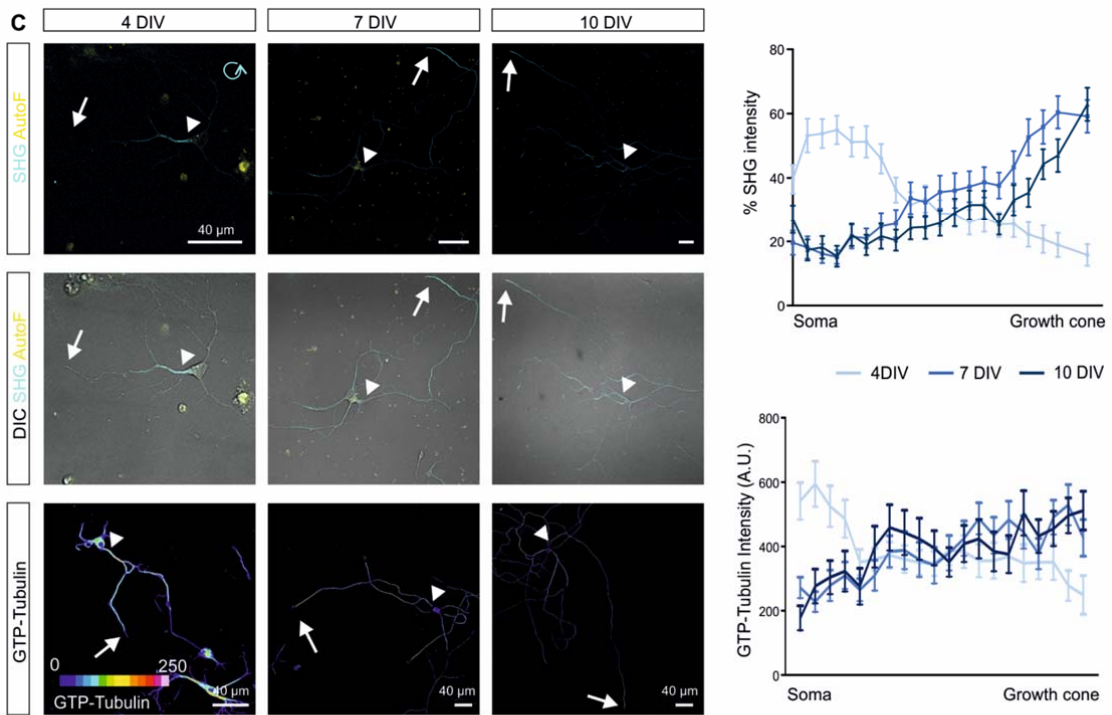 C
4 DIV
7 DIV
10 DIV
SHG AutoF
40 µm
DIC SHG AutoF
GTP-Tubulin
0
250
GTP-Tubulin
40 µm
40 µm
40 µm
% SHG intensity
80
60
40
20
0
Soma
Growth cone
4DIV
7 DIV
10 DIV
GTP-Tubulin Intensity (A.U.)
800
600
400
200
0
Soma
Growth cone